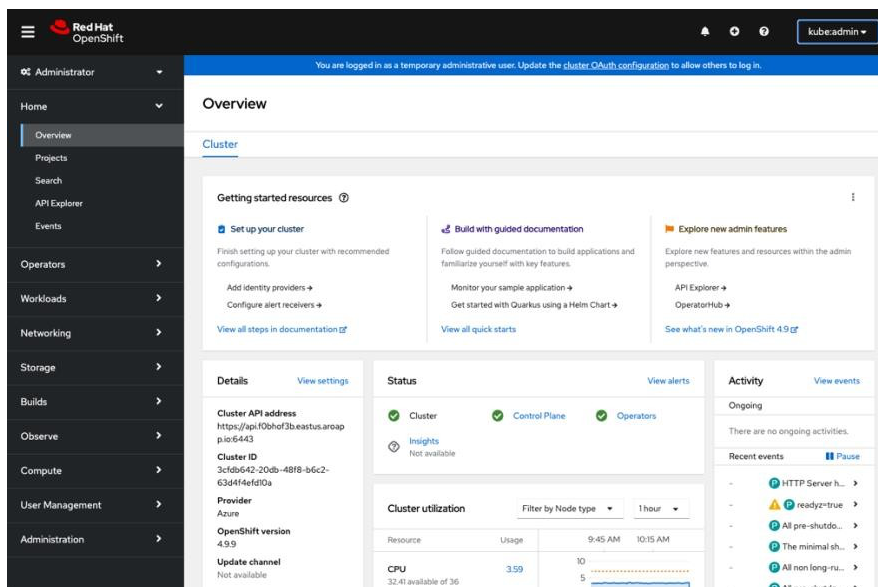 Red Hat
OpenShift
kube:admin
You are logged in as a temporary administrative user. Update the cluster OAuth configuration to allow others to log in.
Administrator
Home
Overview
Projects
Search
API Explorer
Events
Operators
Workloads
Networking
Storage
Builds
Observe
Compute
User Management
Administration
Overview
Cluster
Getting started resources
Set up your cluster
Finish setting up your cluster with recommended
configurations.
Add identity providers
Configure alert receivers
View all steps in documentation
Build with guided documentation
Follow guided documentation to build applications and
familiarize yourself with key features.
Monitor your sample application
Get started with Quarkus using a Helm Chart
View all quick starts
Explore new admin features
Explore new features and resources within the admin
perspective.
API Explorer
OperatorHub
See what's new in OpenShift 4.9
Details
View settings
Cluster API address
https://api.f0bhof3b.eastus.aroap
p.io:6443
Cluster ID
3cfdb642-20db-48f8-b6c2-
63d4f4efd10a
Provider
Azure
OpenShift version
4.9.9
Update channel
Not available
Status
View alerts
Cluster
Control Plane
Operators
Insights
Not available
Cluster utilization
Filter by Node type
1 hour
Resource
Usage
9:45 AM
10:15 AM
CPU
3.59
32.41 available of 36
10
5
Activity
View events
Ongoing
There are no ongoing activities.
Recent events
Pause
- P HTTP Server h...
- P readyz=true
- P All pre-shutdo...
- P The minimal sh...
- P All non long-ru...